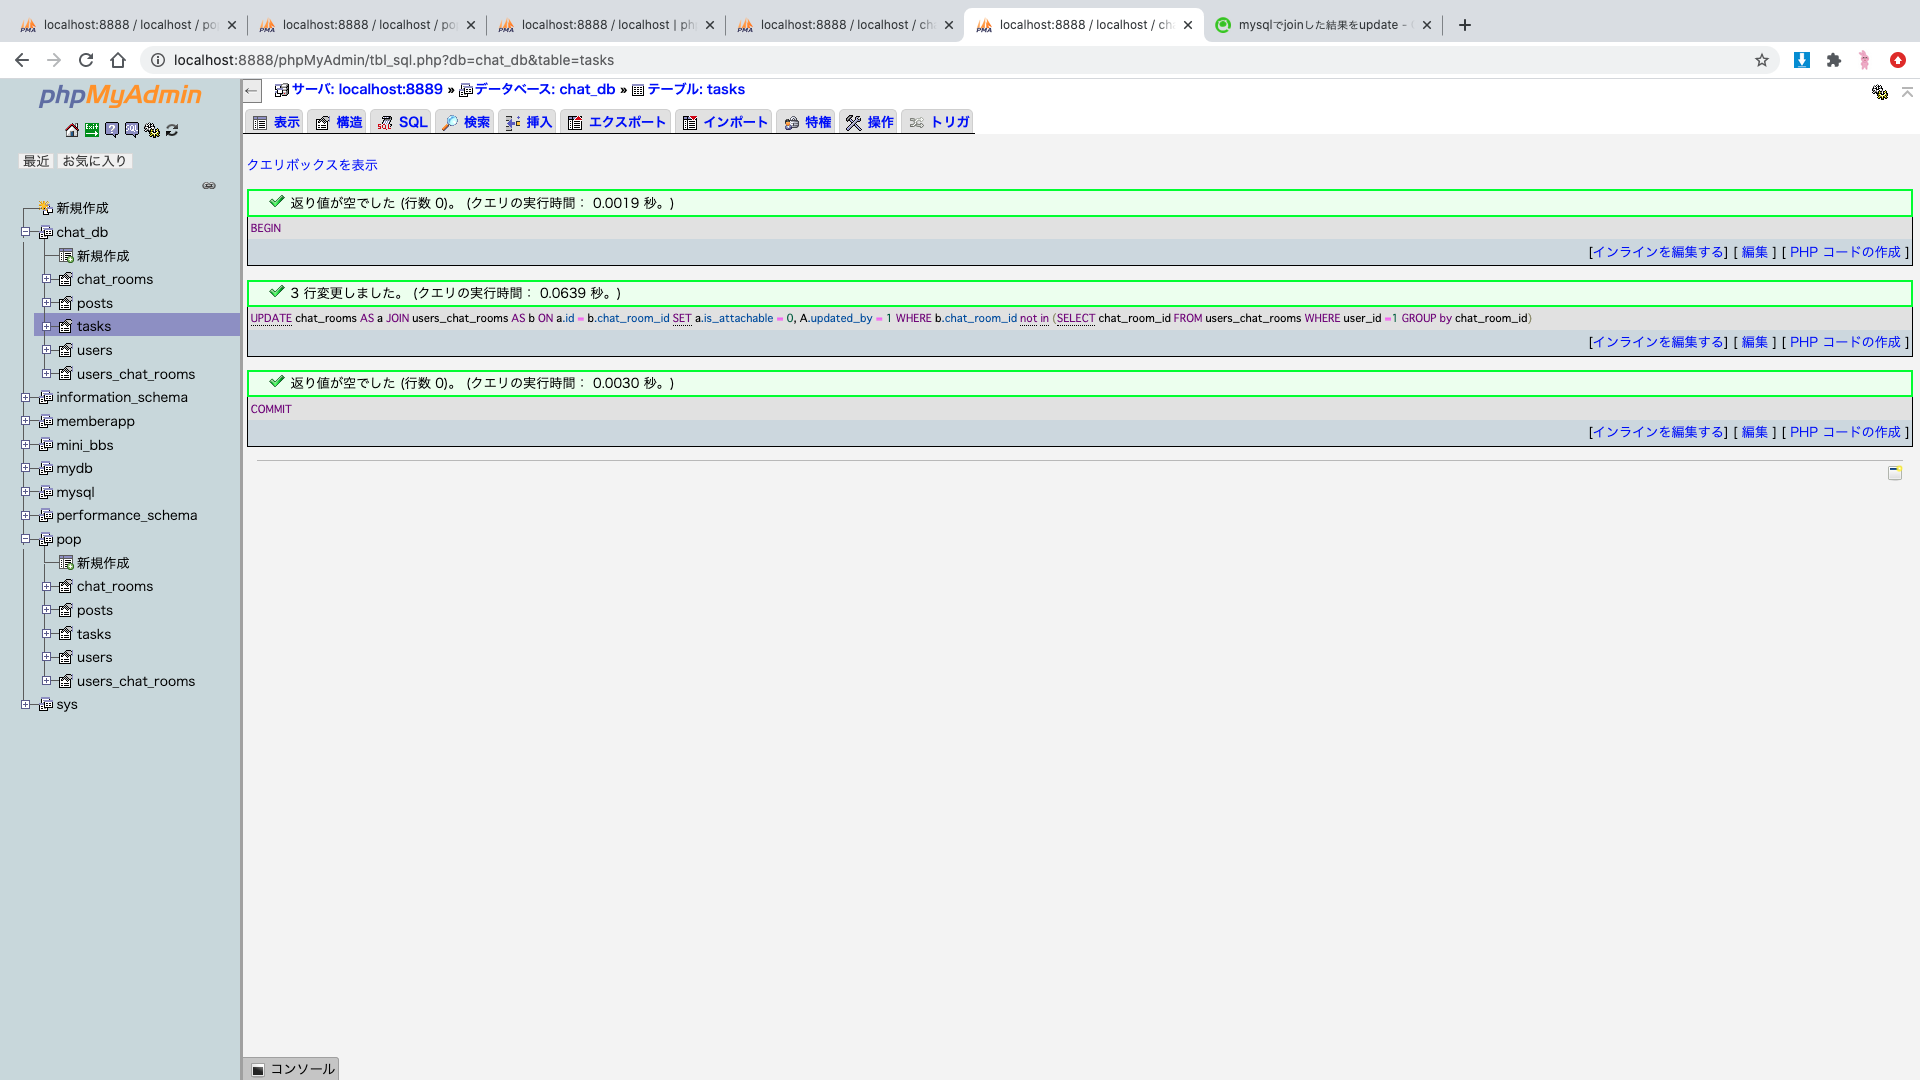 localhost:8888 / localhost / po
localhost:8888 / localhost / po
localhost:8888 / localhost | ph
localhost:8888 / localhost / ch
localhost:8888 / localhost / ch
mysqlでjoinした結果をupdate -
localhost:8888/phpMyAdmin/tbl_sql.php?db=chat_db&table=tasks
phpMyAdmin
最近 お気に入り
新規作成
chat_db
新規作成
chat_rooms
posts
tasks
users
users_chat_rooms
information_schema
memberapp
mini_bbs
mydb
mysql
performance_schema
pop
新規作成
chat_rooms
posts
tasks
users
users_chat_rooms
sys
サーバ: localhost:8889 » データベース: chat_db » テーブル: tasks
表示 構造 SQL 検索 挿入 エクスポート インポート 特権 操作 トリガ
クエリボックスを表示
返り値が空でした (行数 0)。 (クエリの実行時間： 0.0019 秒。)
BEGIN
[インラインを編集する] [ 編集 ] [ PHP コードの作成 ]
3 行変更しました。 (クエリの実行時間： 0.0639 秒。)
UPDATE chat_rooms AS a JOIN users_chat_rooms AS b ON a.id = b.chat_room_id SET a.is_attachable = 0, A.updated_by = 1 WHERE b.chat_room_id not in (SELECT chat_room_id FROM users_chat_rooms WHERE user_id =1 GROUP by chat_room_id)
[インラインを編集する] [ 編集 ] [ PHP コードの作成 ]
返り値が空でした (行数 0)。 (クエリの実行時間： 0.0030 秒。)
COMMIT
[インラインを編集する] [ 編集 ] [ PHP コードの作成 ]
コンソール